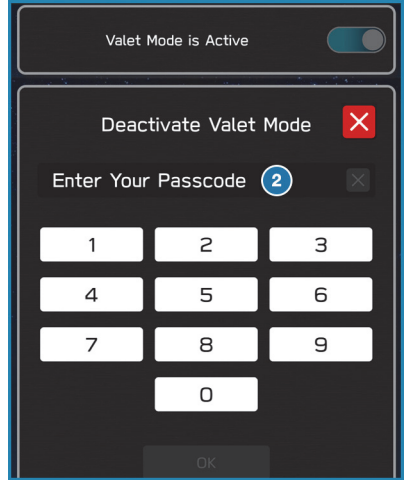 Valet Mode is Active
Deactivate Valet Mode
Enter Your Passcode 2
1 2 3
4 5 6
7 8 9
0
OK